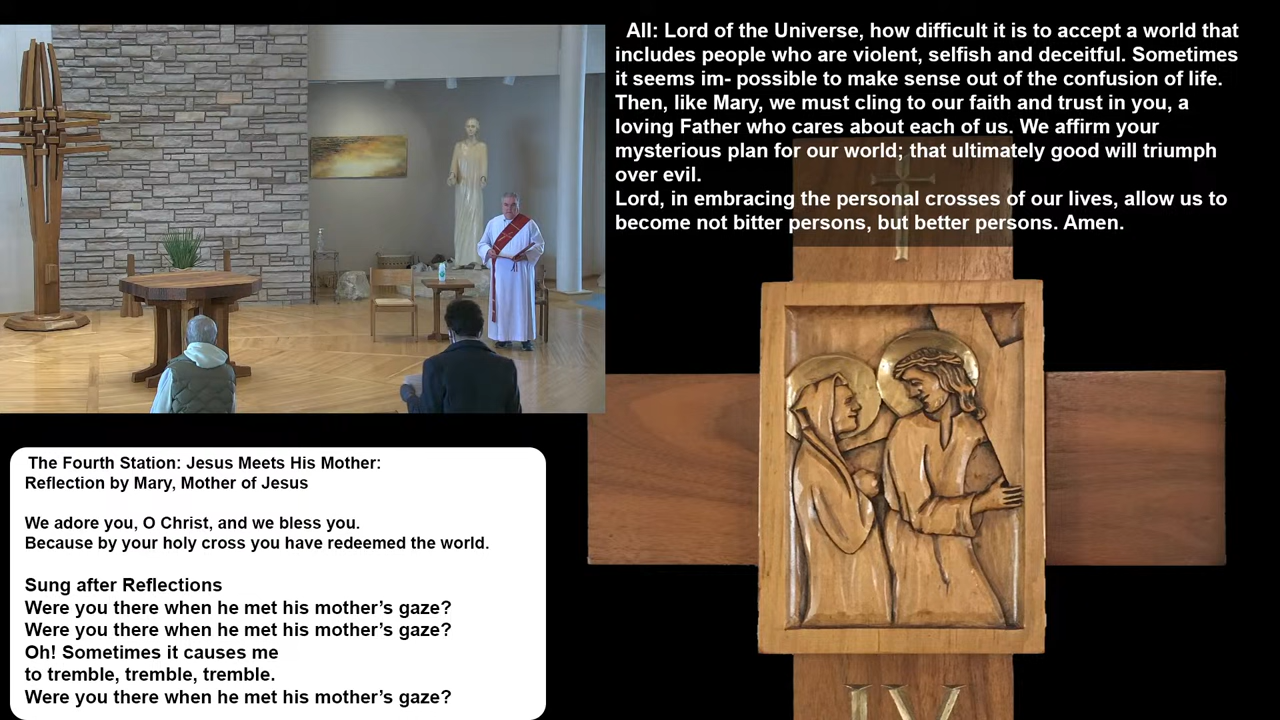 All: Lord of the Universe, how difficult it is to accept a world that
includes people who are violent, selfish and deceitful. Sometimes
it seems im- possible to make sense out of the confusion of life.
Then, like Mary, we must cling to our faith and trust in you, a
loving Father who cares about each of us. We affirm your
mysterious plan for our world; that ultimately good will triumph
over evil.
Lord, in embracing the personal crosses of our lives, allow us to
become not bitter persons, but better persons. Amen.
The Fourth Station: Jesus Meets His Mother:
Reflection by Mary, Mother of Jesus
We adore you, O Christ, and we bless you.
Because by your holy cross you have redeemed the world.
Sung after Reflections
Were you there when he met his mother’s gaze?
Were you there when he met his mother’s gaze?
Oh! Sometimes it causes me
to tremble, tremble, tremble.
Were you there when he met his mother’s gaze?
IV